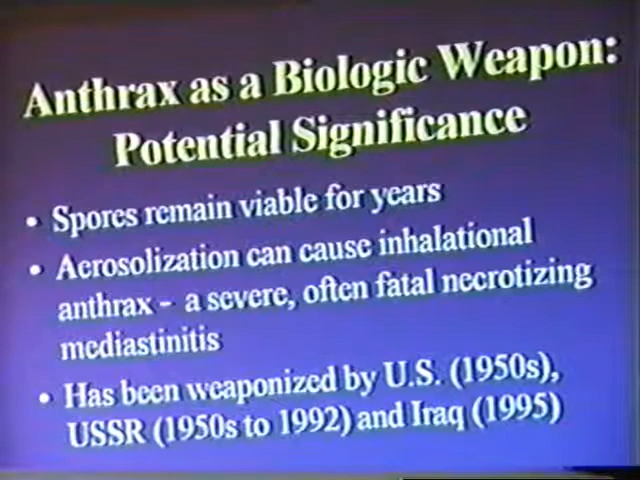 Anthrax as a Biologic Weapon:
Potential Significance
• Spores remain viable for years
• Aerosolization can cause inhalational
anthrax - a severe, often fatal necrotizing
mediastinitis
• Has been weaponized by U.S. (1950s),
USSR (1950s to 1992) and Iraq (1995)